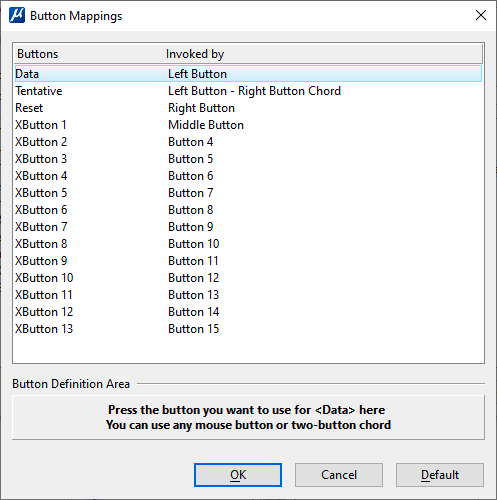 Button Mappings
Buttons Invoked by
Data Left Button
Tentative Left Button - Right Button Chord
Reset Right Button
XButton 1 Middle Button
XButton 2 Button 4
XButton 3 Button 5
XButton 4 Button 6
XButton 5 Button 7
XButton 6 Button 8
XButton 7 Button 9
XButton 8 Button 10
XButton 9 Button 11
XButton 10 Button 12
XButton 11 Button 13
XButton 12 Button 14
XButton 13 Button 15
Button Definition Area
Press the button you want to use for <Data> here
You can use any mouse button or two-button chord
OK Cancel Default